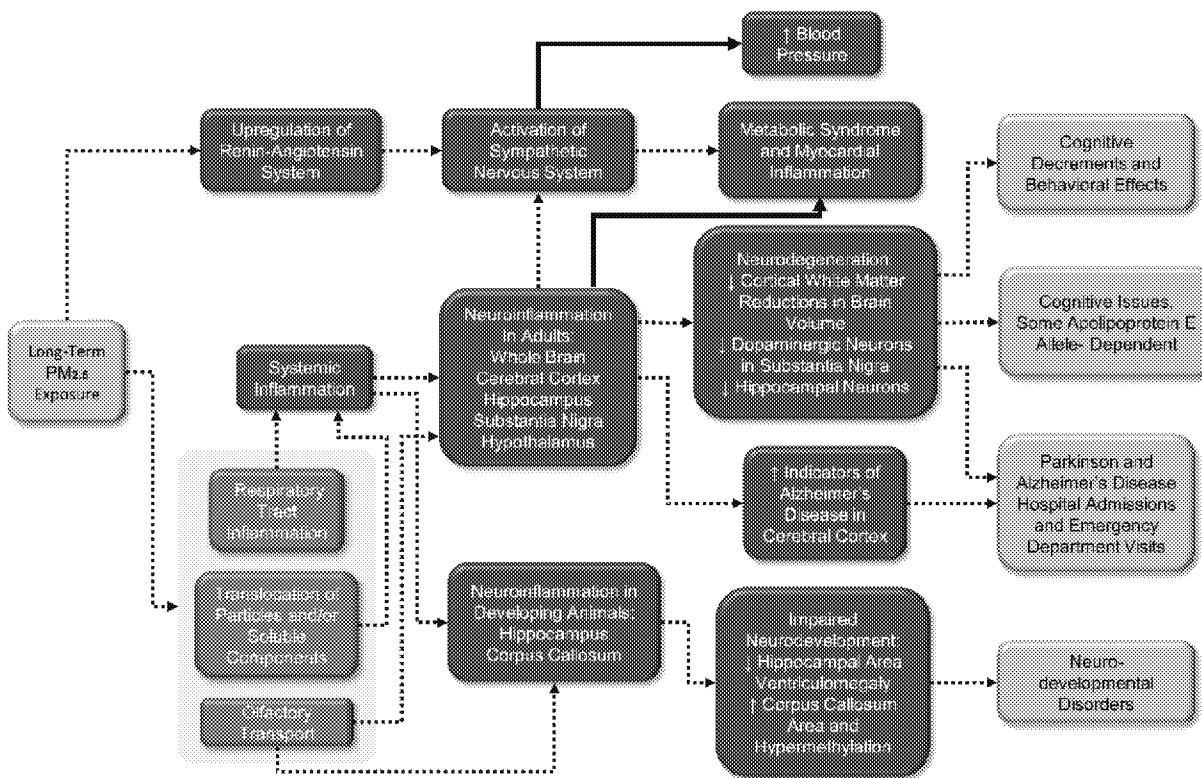 ↑ Blood
Pressure
Upregulation of
Renin-Angiotensin
System
Activation of
Sympathetic
Nervous System
Metabolic Syndrome
and Myocardial
Inflammation
Cognitive
Decrements and
Behavioral Effects
Neurodegeneration
↓ Cortical White Matter
Reductions in Brain
Volume
↓ Dopaminergic Neurons
in Substantia Nigra
↓ Hippocampal Neurons
Cognitive Issues,
Some Apolipoprotein E
Allele- Dependent
Long-Term
PM2.5
Exposure
Systemic
Inflammation
Neuroinflammation
In Adults
Whole Brain
Cerebral Cortex
Hippocampus
Substantia Nigra
Hypothalamus
Respiratory
Tract
Inflammation
↑ Indicators of
Alzheimer's
Disease in
Cerebral Cortex
Parkinson and
Alzheimer's Disease
Hospital Admissions
and Emergency
Department Visits
Translocation of
Particles and/or
Soluble
Components
Neuroinflammation in
Developing Animals:
Hippocampus
Corpus Callosum
Impaired
Neurodevelopment:
↓ Hippocampal Area
Ventriculomegaly
↓ Corpus Callosum
Area and
Hypermethylation
Neuro-
developmental
Disorders
Olfactory
Transport